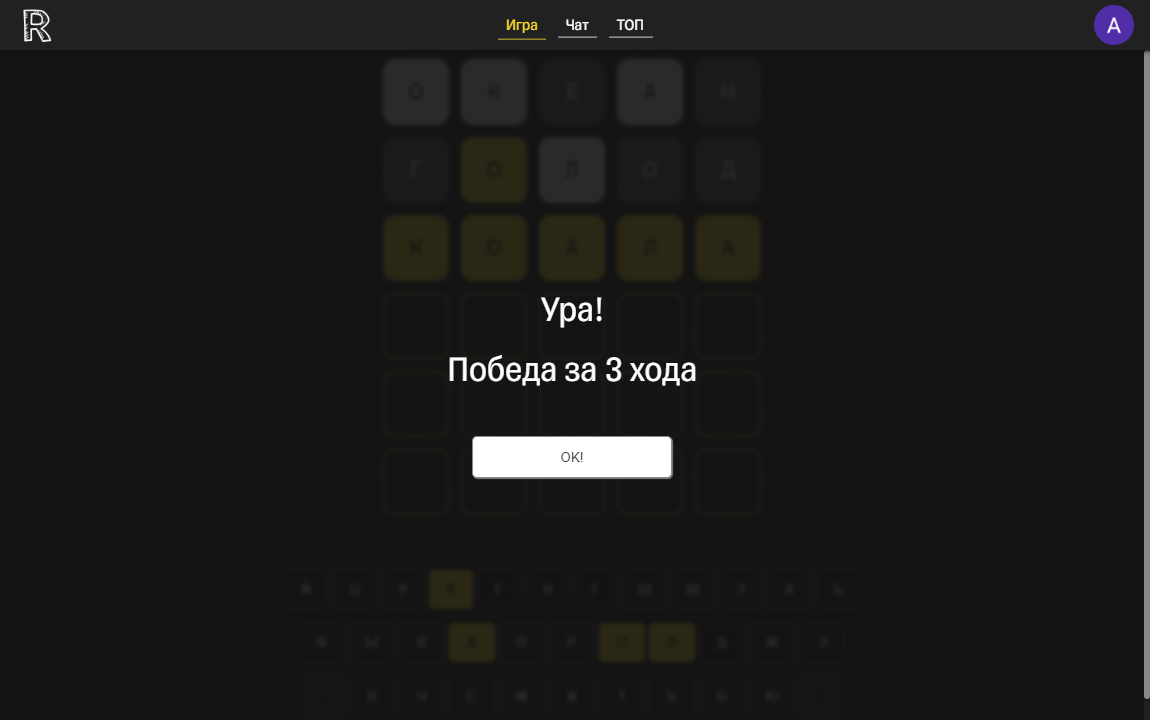 R
Игра Чат ТОП
А
О К Е А Н
Г О Л О Д
К О А Л А
Ура!
Победа за 3 хода
OK!
Й Ц У К Е Н Г Ш Щ З Х Ъ
Ф Ы В А П Р О Л Д Ж Э
Я Ч С М И Т Ь Б Ю